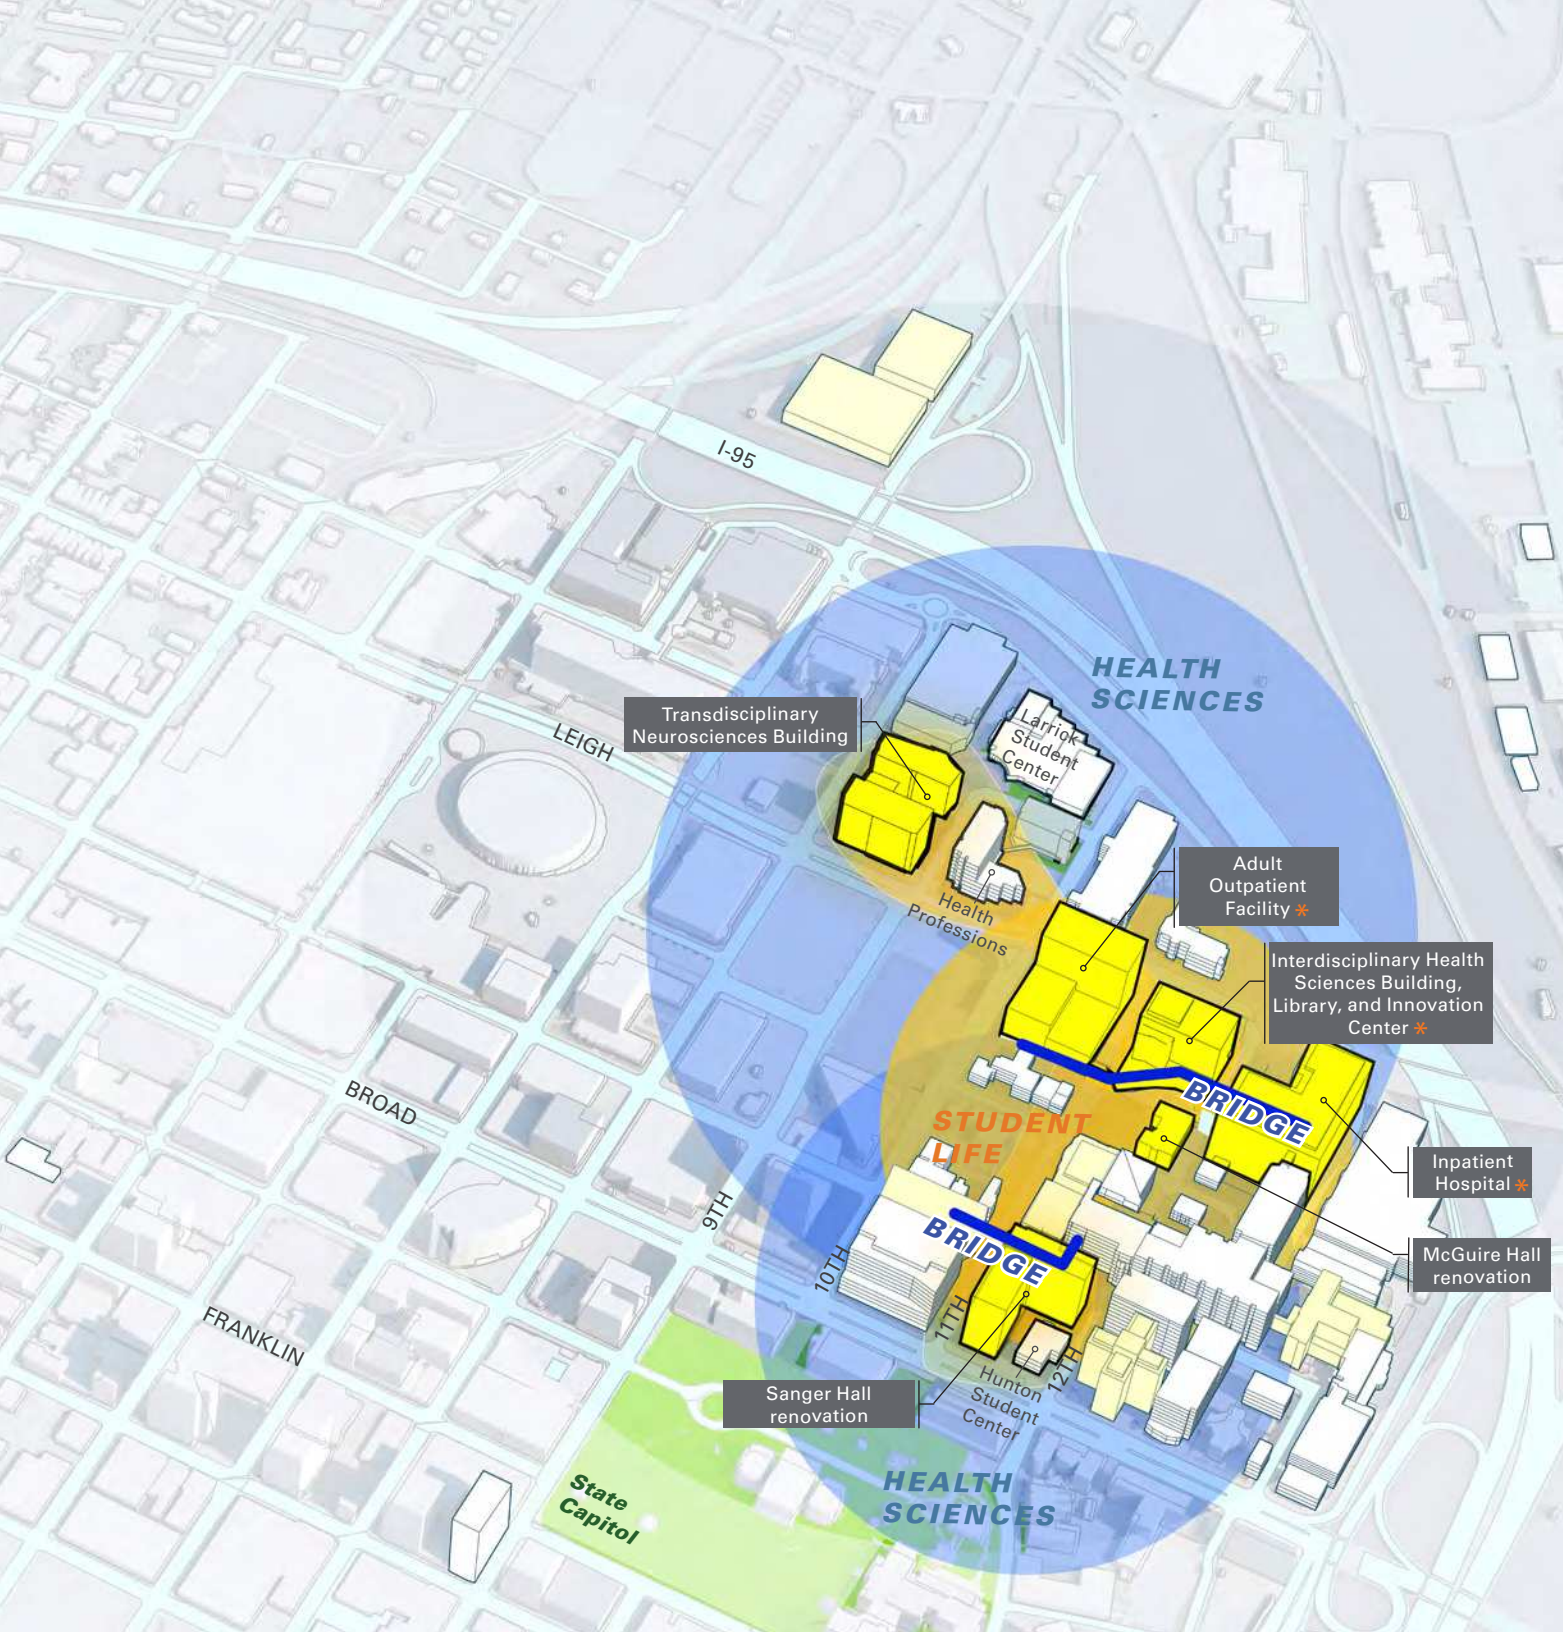 I-95
HEALTH
SCIENCES
Transdisciplinary
Neurosciences Building
LEIGH
Larrick
Student
Center
Adult
Outpatient
Facility *
Health
Professions
Interdisciplinary Health
Sciences Building,
Library, and Innovation
Center *
BROAD
BRIDGE
STUDENT
LIFE
Inpatient
Hospital *
9TH
BRIDGE
10TH
McGuire Hall
renovation
11TH
FRANKLIN
12TH
Sanger Hall
renovation
Hunton
Student
Center
State
Capitol
HEALTH
SCIENCES